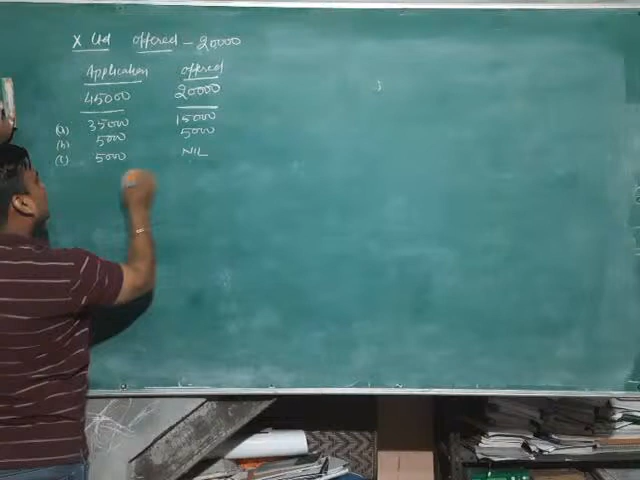 X Ltd offered - 20000
Application offered
45000 20000
(a) 35000 15000
(b) 5000 5000
(c) 5000 NIL